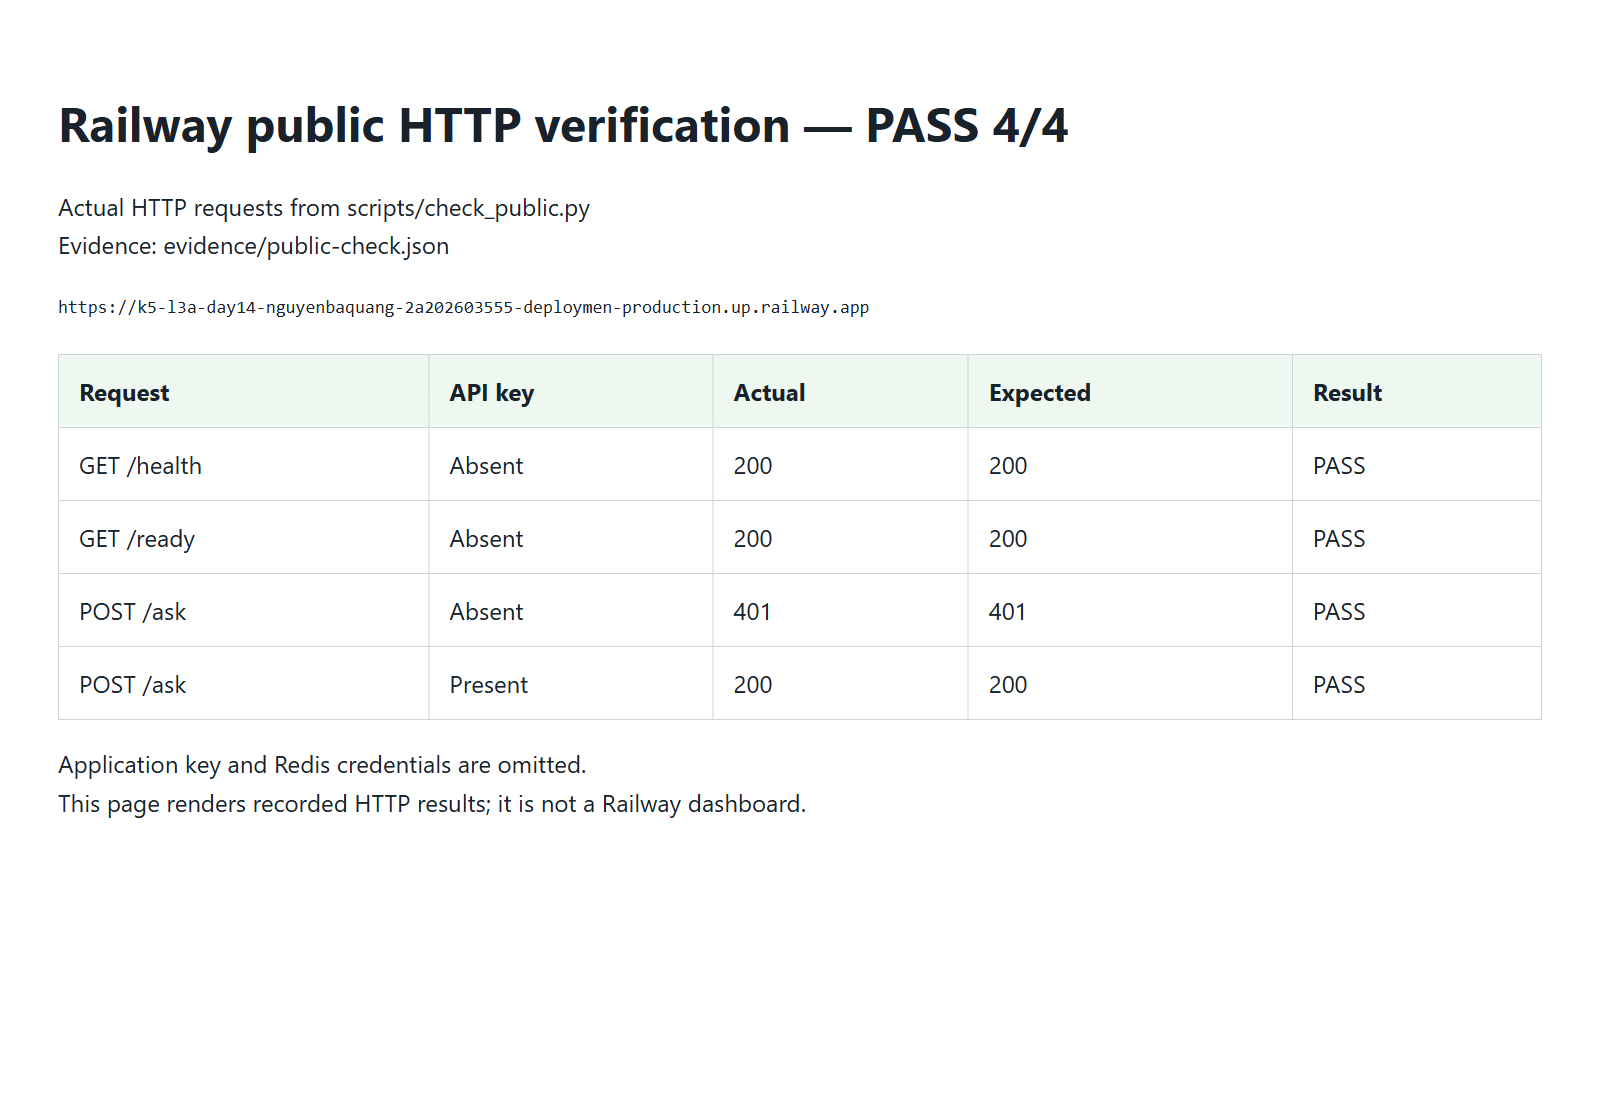 Railway public HTTP verification — PASS 4/4
Actual HTTP requests from scripts/check_public.py
Evidence: evidence/public-check.json
https://k5-l3a-day14-nguyenbaquang-2a202603555-deploymen-production.up.railway.app
Request API key Actual Expected Result
GET /health Absent 200 200 PASS
GET /ready Absent 200 200 PASS
POST /ask Absent 401 401 PASS
POST /ask Present 200 200 PASS
Application key and Redis credentials are omitted.
This page renders recorded HTTP results; it is not a Railway dashboard.